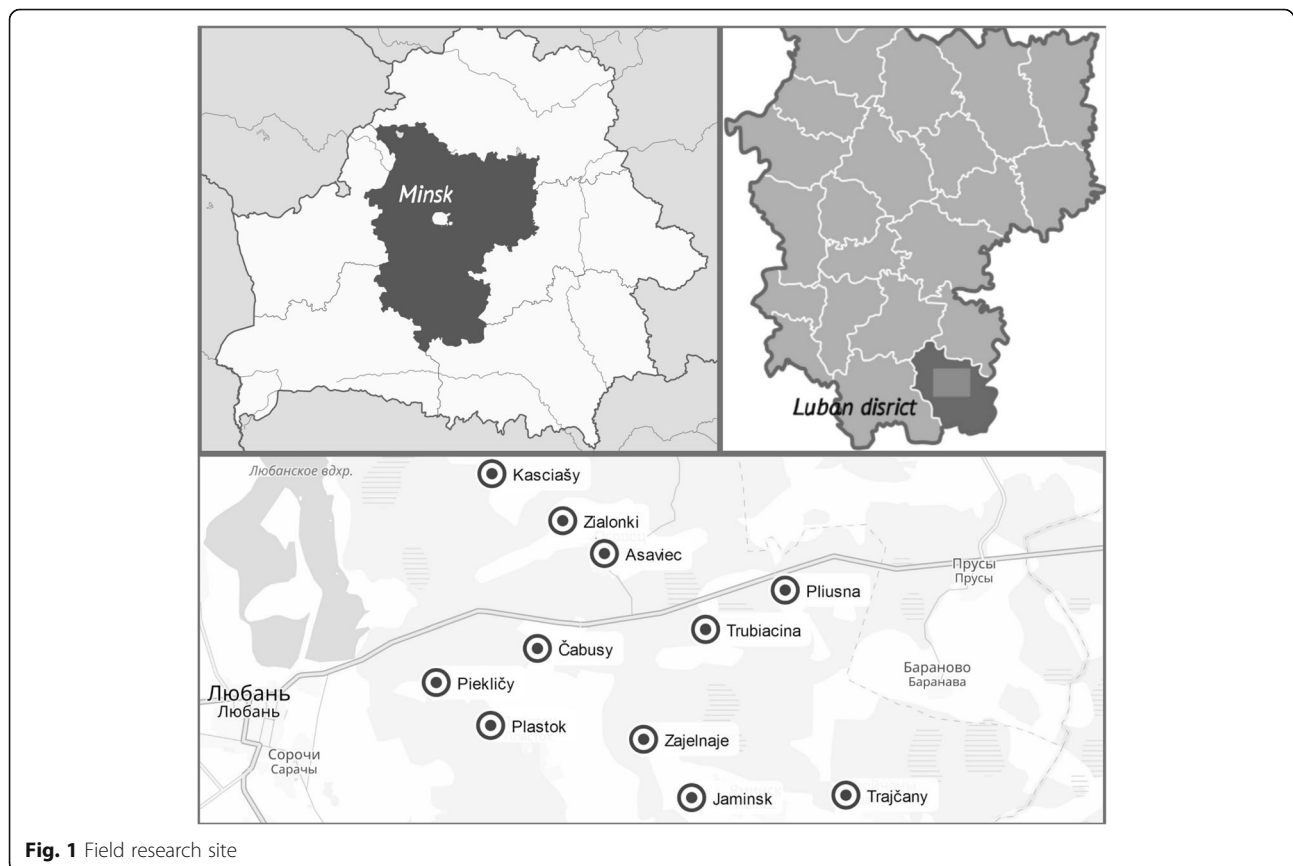 Minsk
Luban disrict
Любанское вдхр.
Kasciašy
Zialonki
Asaviec
Прусы
Прусы
Pliusna
Trubiacina
Čabusy
Бараново
Баранава
Piekličy
Любань
Любань
Plastok
Zajelnaje
Сорочи
Сарачы
Jaminsk
Trajčany
Fig. 1 Field research site